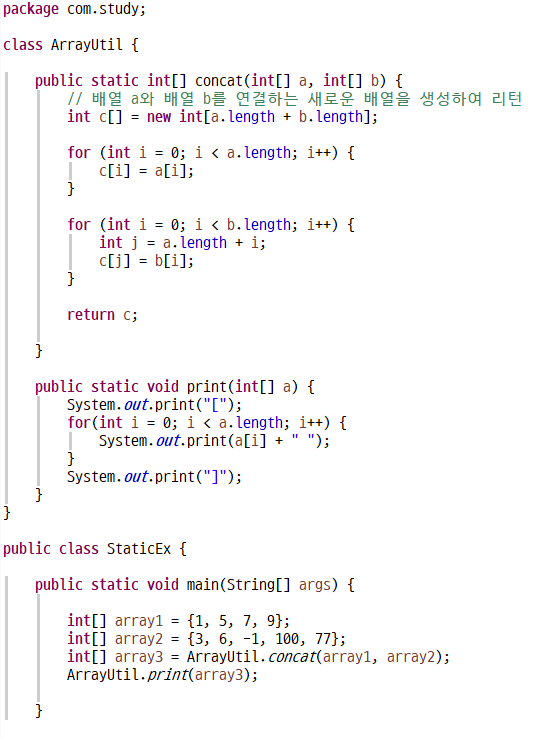 package com.study;
class ArrayUtil {
public static int[] concat(int[] a, int[] b) {
// 배열 a와 배열 b를 연결하는 새로운 배열을 생성하여 리턴
int c[] = new int[a.length + b.length];
for (int i = 0; i < a.length; i++) {
c[i] = a[i];
}
for (int i = 0; i < b.length; i++) {
int j = a.length + i;
c[j] = b[i];
}
return c;
}
public static void print(int[] a) {
System.out.print("[");
for(int i = 0; i < a.length; i++) {
System.out.print(a[i] + " ");
}
System.out.print("]");
}
}
public class StaticEx {
public static void main(String[] args) {
int[] array1 = {1, 5, 7, 9};
int[] array2 = {3, 6, -1, 100, 77};
int[] array3 = ArrayUtil.concat(array1, array2);
ArrayUtil.print(array3);
}